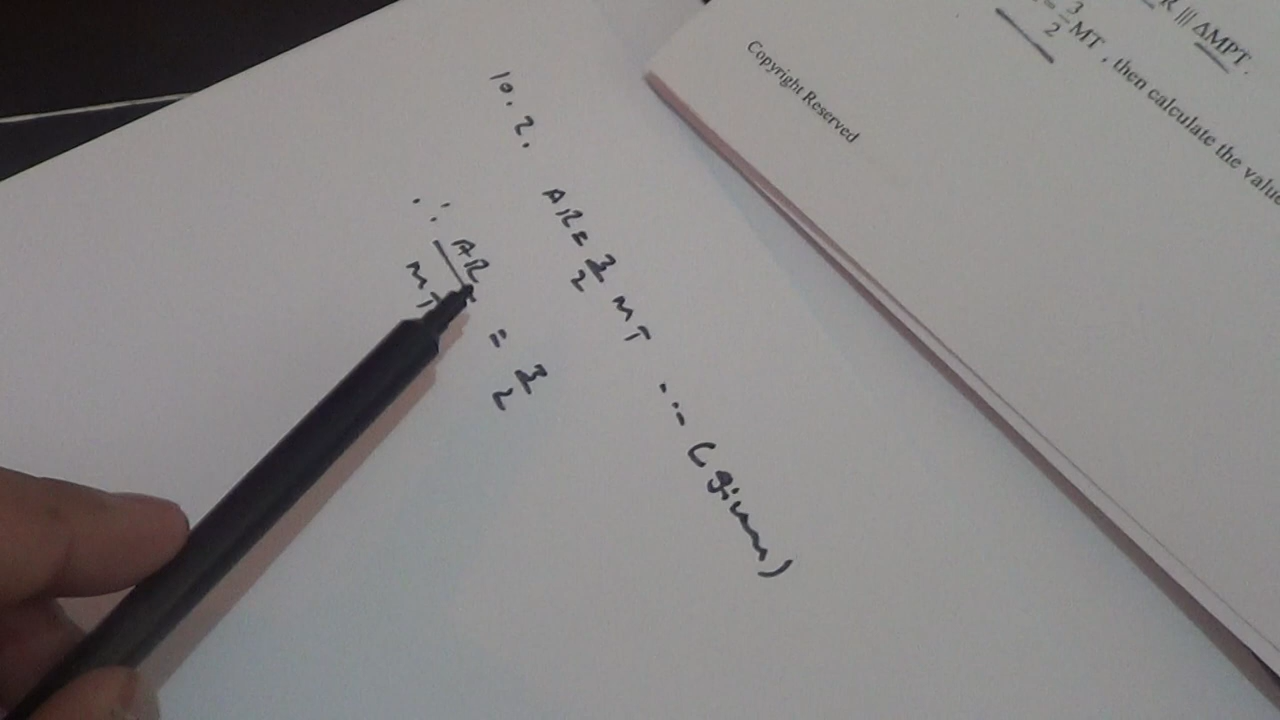 10.2. AR = 3/2 MT ... (given)
∴ AR/MT = 3/2
R ||| ΔMPT.
= 3/2 MT , then calculate the value
Copyright Reserved